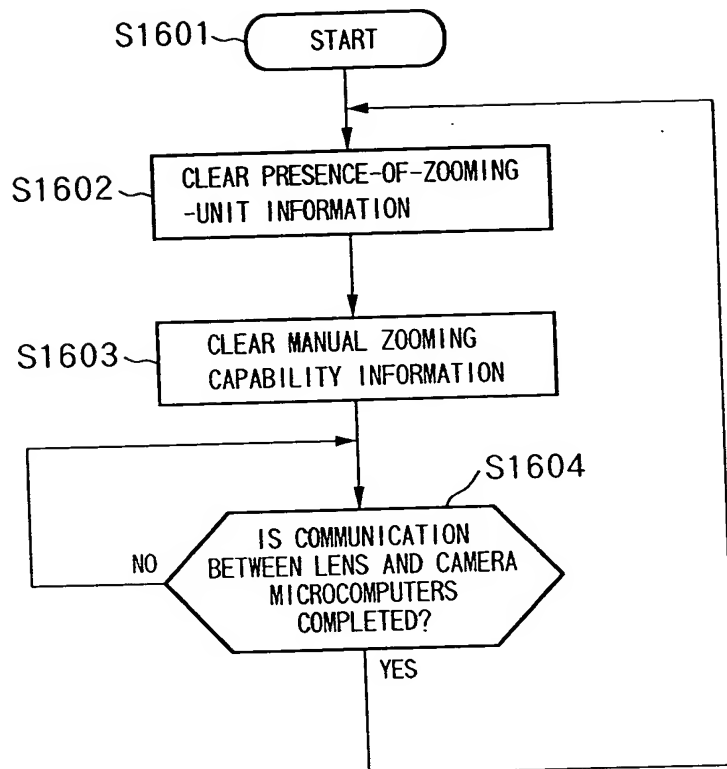 S1601
START
S1602
CLEAR PRESENCE-OF-ZOOMING
-UNIT INFORMATION
S1603
CLEAR MANUAL ZOOMING
CAPABILITY INFORMATION
S1604
IS COMMUNICATION
BETWEEN LENS AND CAMERA
MICROCOMPUTERS
COMPLETED?
NO
YES